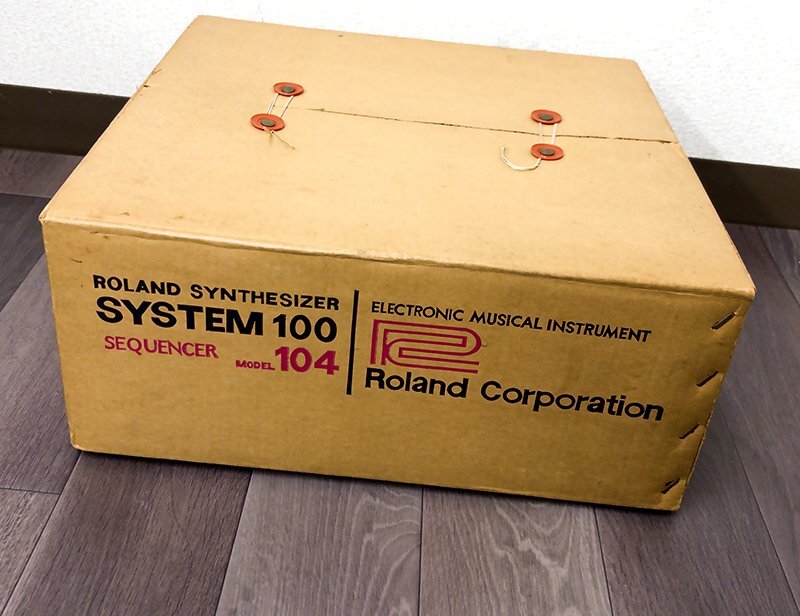 ROLAND SYNTHESIZER
SYSTEM 100
SEQUENCER MODEL 104
ELECTRONIC MUSICAL INSTRUMENT
Roland Corporation